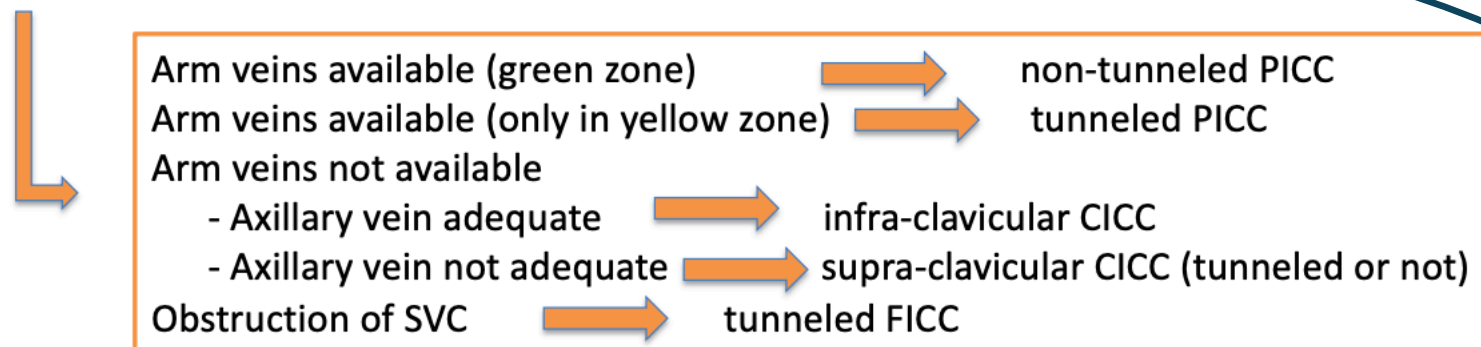 Arm veins available (green zone) non-tunneled PICC
Arm veins available (only in yellow zone) tunneled PICC
Arm veins not available
- Axillary vein adequate infra-clavicular CICC
- Axillary vein not adequate supra-clavicular CICC (tunneled or not)
Obstruction of SVC tunneled FICC